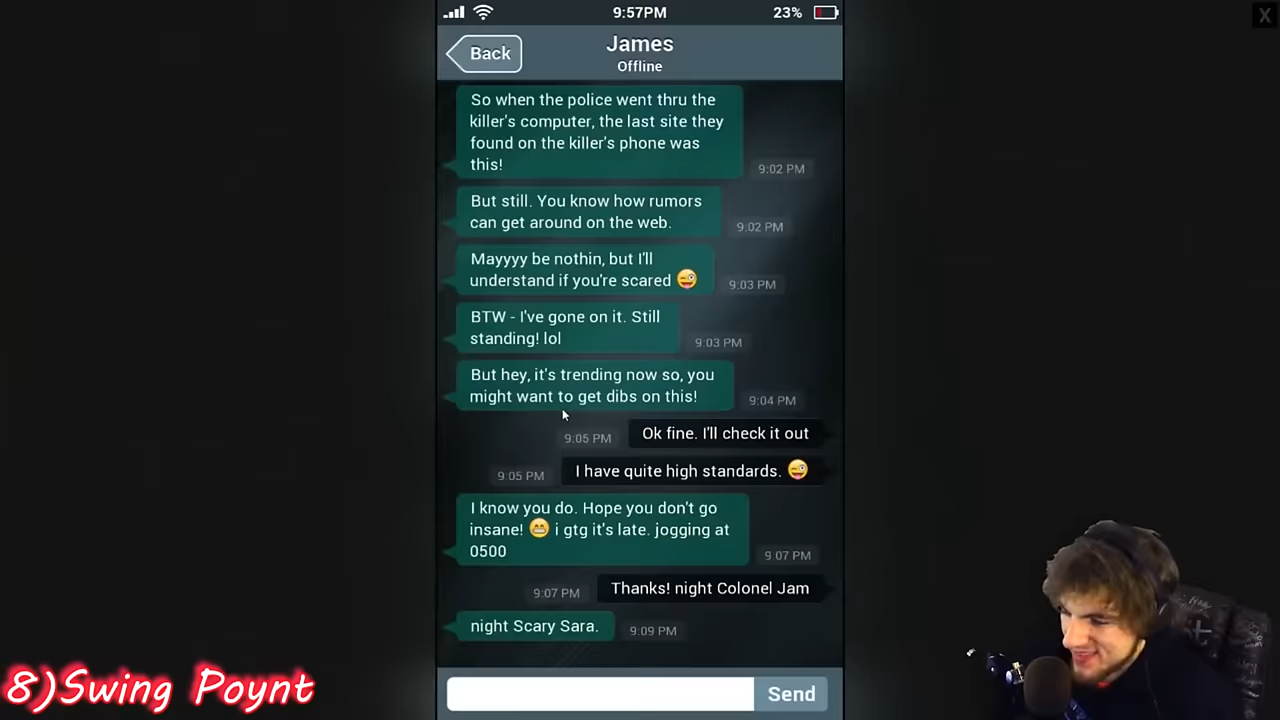 9:57PM
23%
X
Back
James
Offline
So when the police went thru the
killer's computer, the last site they
found on the killer's phone was
this!
9:02 PM
But still. You know how rumors
can get around on the web.
9:02 PM
Mayyyy be nothin, but I'll
understand if you're scared 😜
9:03 PM
BTW - I've gone on it. Still
standing! lol
9:03 PM
But hey, it's trending now so, you
might want to get dibs on this!
9:04 PM
Ok fine. I'll check it out
9:05 PM
I have quite high standards. 😜
9:05 PM
I know you do. Hope you don't go
insane! 😁 i gtg it's late. jogging at
0500
9 07 PM
Thanks! night Colonel Jam
9:07 PM
night Scary Sara.
9:09 PM
Send
8)Swing Poynt